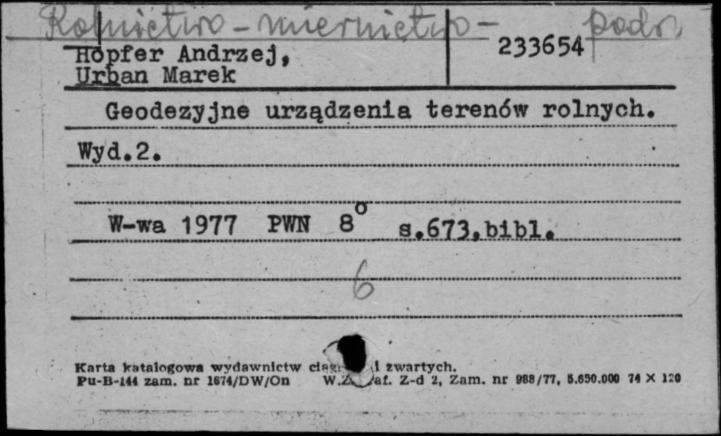 Rolnictwo - miernictwo - podr.
Hopfer Andrzej,
233654
Urban Marek
Geodezyjne urządzenia terenów rolnych.
Wyd.2.
W-wa 1977 PWN 8° s.673,bibl.
6
Karta katalogowa wydawnictw i zwartych.
Pu-B-144 zam. nr 1674/DW/On Z-d 2, Zam. nr 988/77, 5.650.000 74 X 120